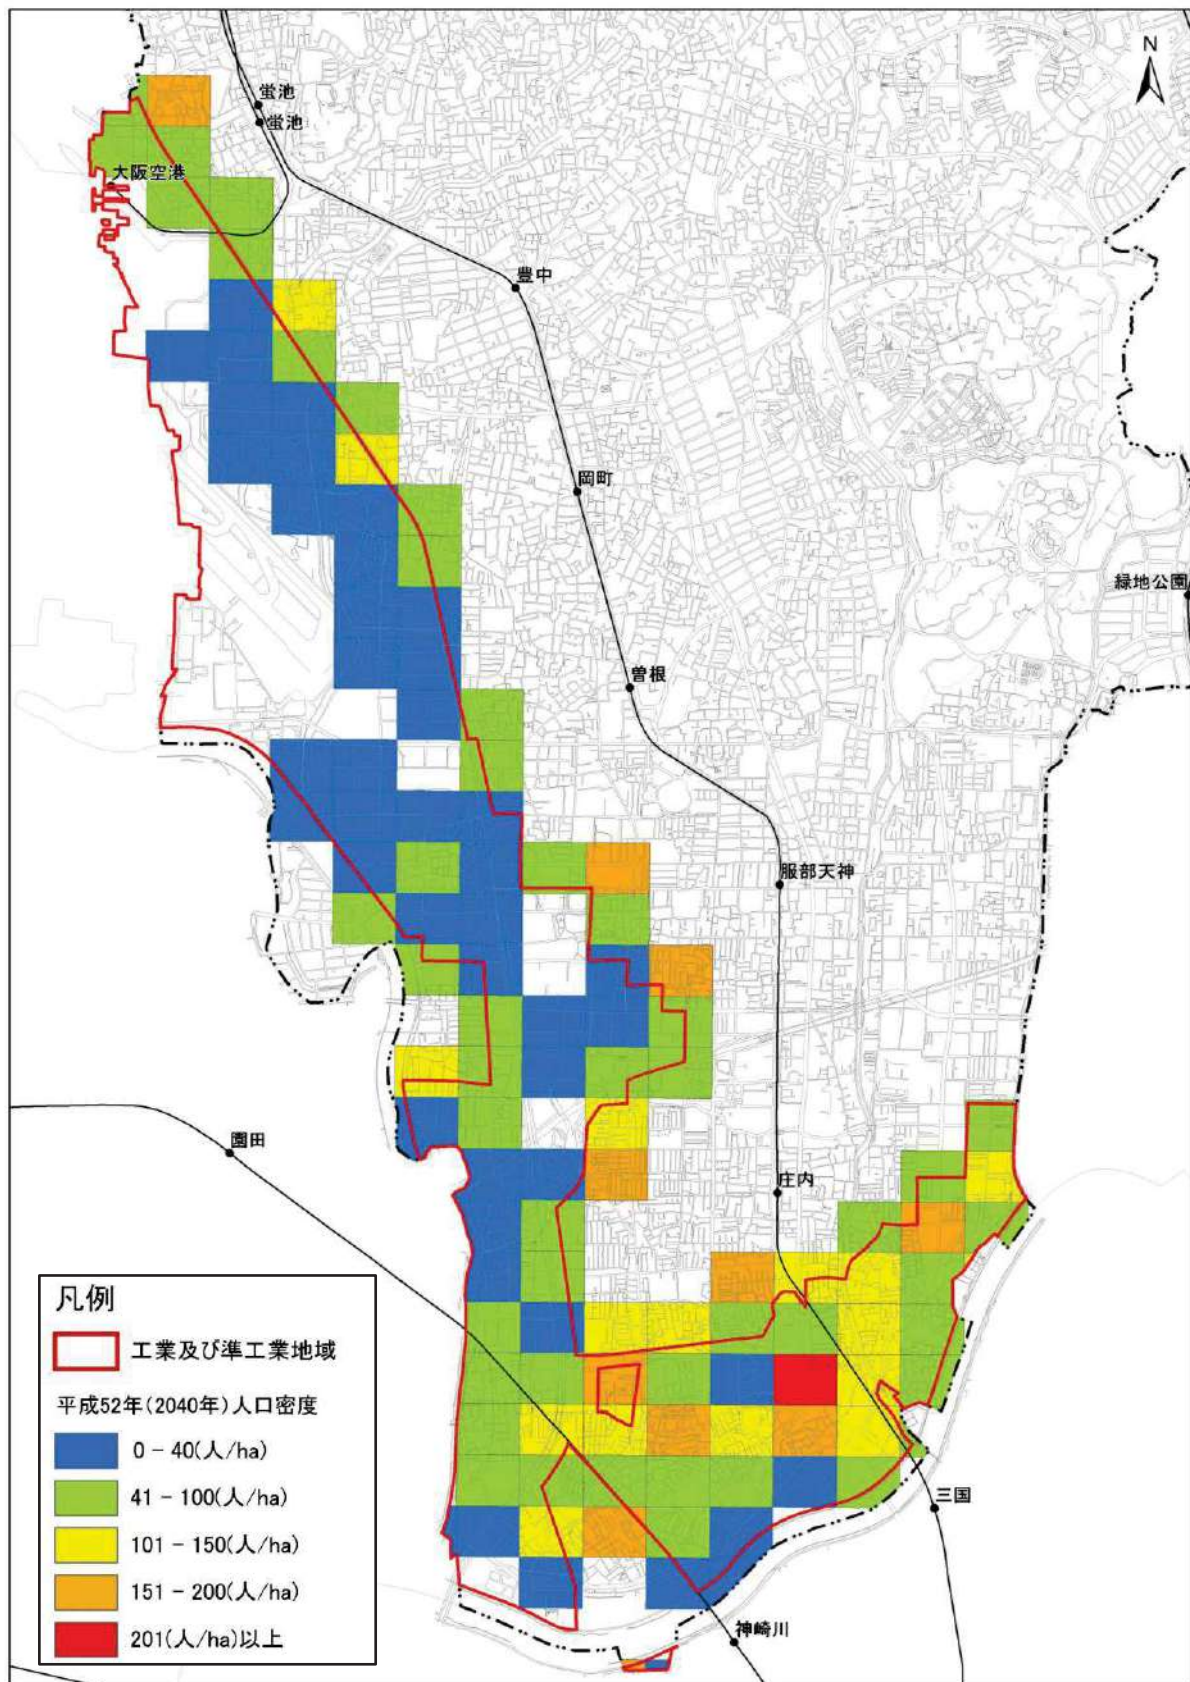 N
蛍池
蛍池
大阪空港
豊中
岡町
緑地公園
曽根
服部天神
園田
庄内
三国
神崎川
凡例
工業及び準工業地域
平成52年(2040年)人口密度
0 - 40(人/ha)
41 - 100(人/ha)
101 - 150(人/ha)
151 - 200(人/ha)
201(人/ha)以上